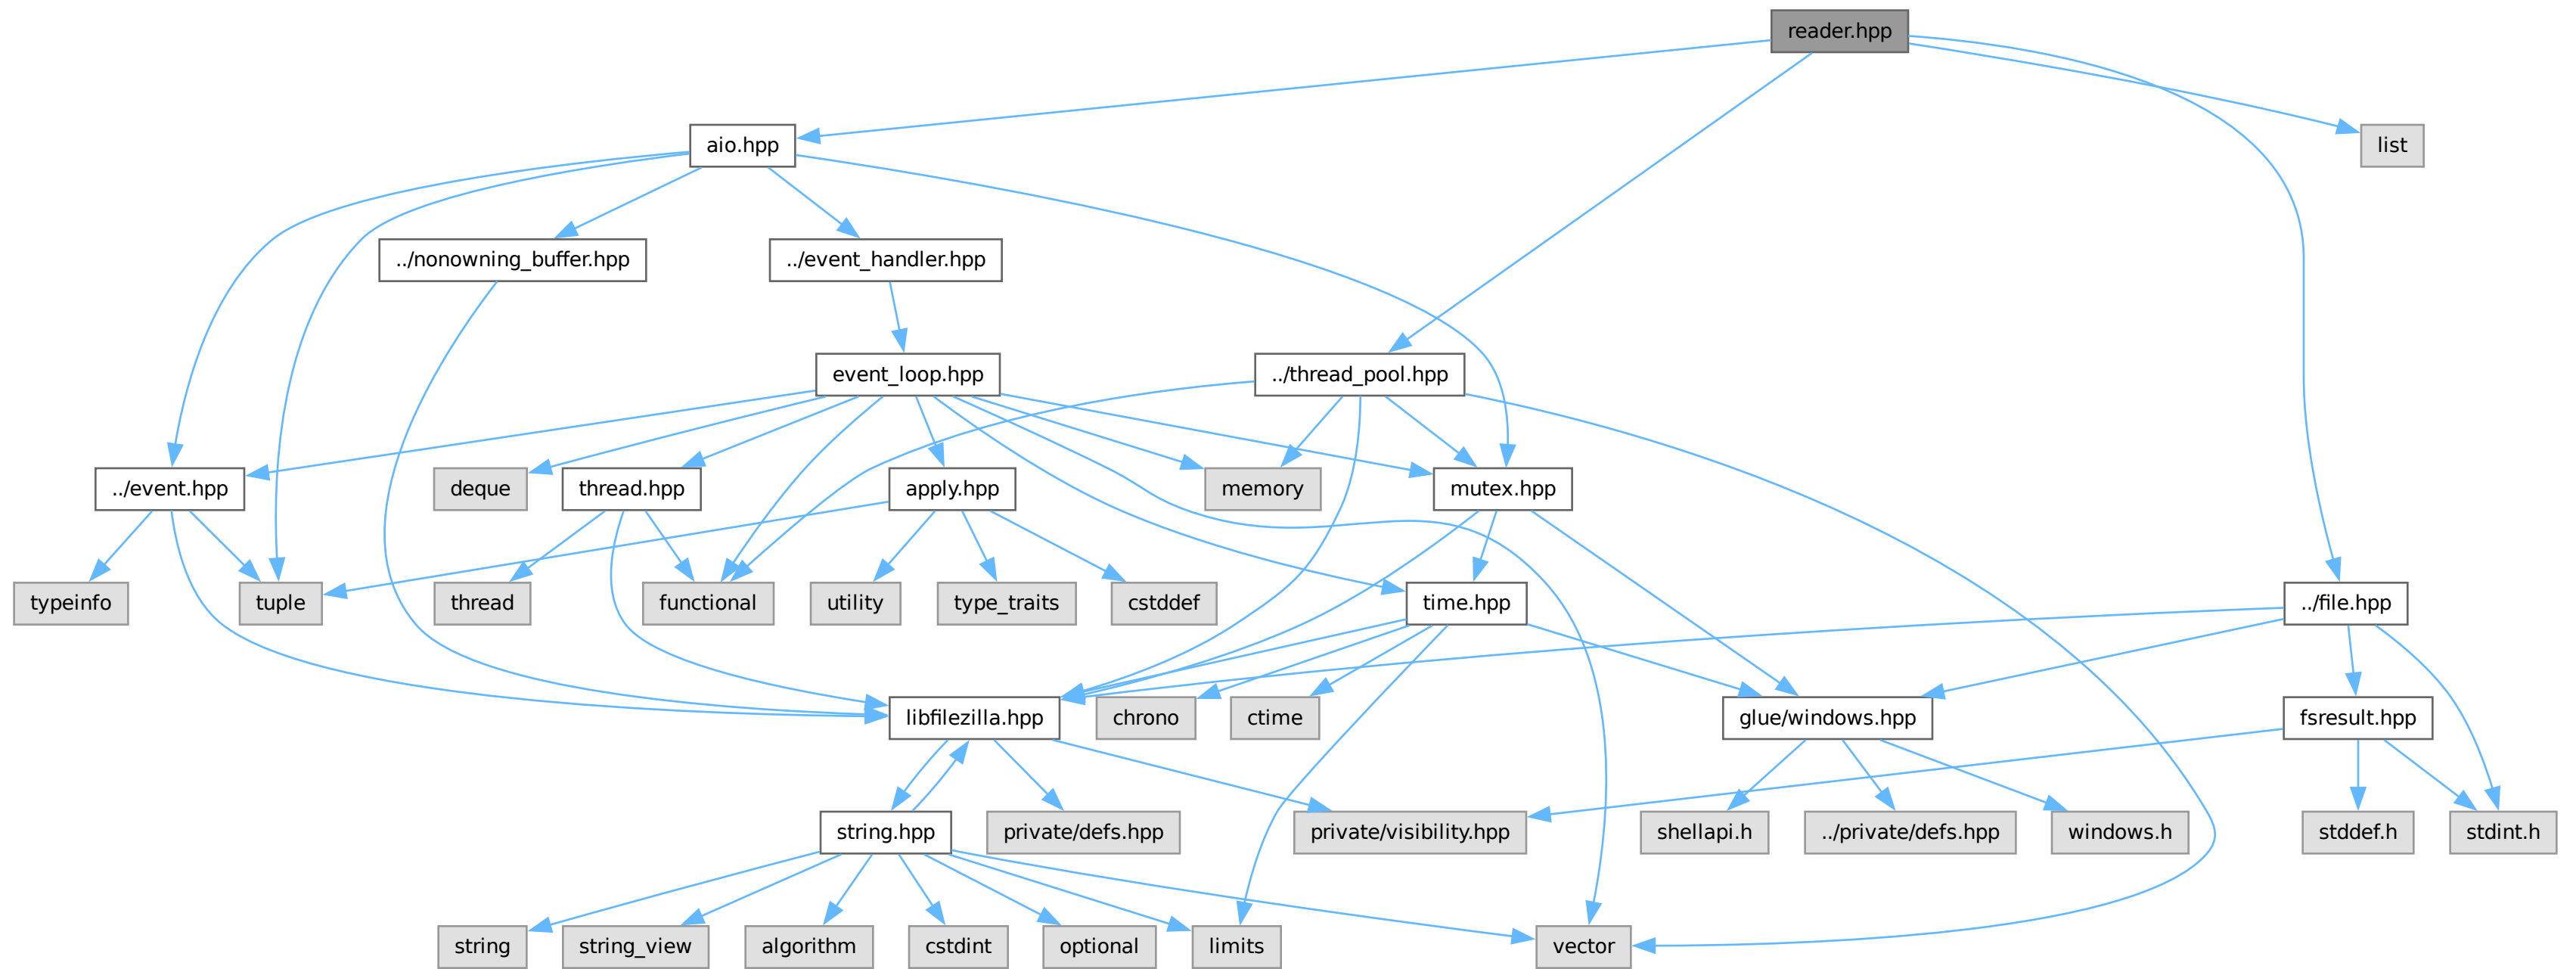 reader.hpp
aio.hpp
list
../nonowning_buffer.hpp
../event_handler.hpp
event_loop.hpp
../thread_pool.hpp
../event.hpp
deque
thread.hpp
apply.hpp
memory
mutex.hpp
typeinfo
tuple
thread
functional
utility
type_traits
cstddef
time.hpp
../file.hpp
libfilezilla.hpp
chrono
ctime
glue/windows.hpp
fsresult.hpp
string.hpp
private/defs.hpp
private/visibility.hpp
shellapi.h
../private/defs.hpp
windows.h
stddef.h
stdint.h
string
string_view
algorithm
cstdint
optional
limits
vector